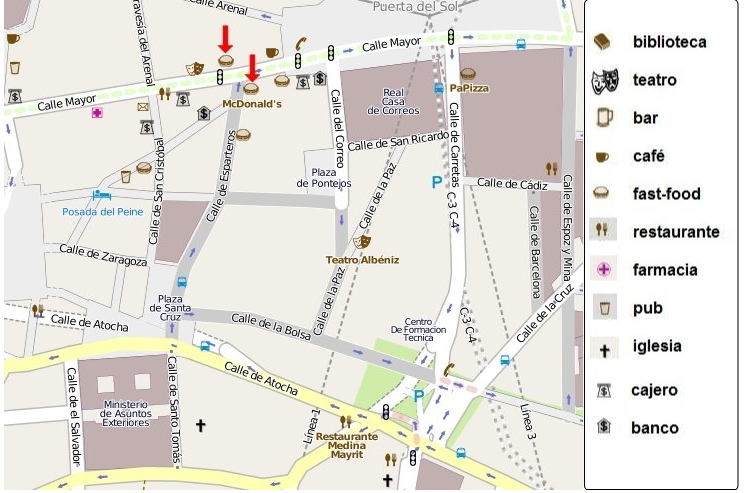 Calle Arenal
Puerta del Sol
Travesía del Arenal
Calle Mayor
Calle Mayor
McDonald's
PaPizza
Real
Casa
de Correos
Calle de San Ricardo
Calle del Correo
Calle de Carretas
Calle de Esparteros
Calle de San Cristobal
Plaza
de Pontejos
P
Calle de Cádiz
C-3 C-4
Calle de la Paz
Calle de Barcelona
Calle de Espoz y Mina
Posada del Peine
Teatro Albéniz
Calle de Zaragoza
Calle de la Paz
Plaza
de Santa
Cruz
Calle de Atocha
Calle de la Bolsa
Centro
De Formacion
Tecnica
C-3 C-4
Calle de la Cruz
Calle de Atocha
P
Ministerio
de Asuntos
Exteriores
Calle de el Salvador
Calle de Santo Tomás
Línea 1
Línea 3
Restaurante
Medina
Mayrit
biblioteca
teatro
bar
café
fast-food
restaurante
farmacia
pub
iglesia
cajero
banco